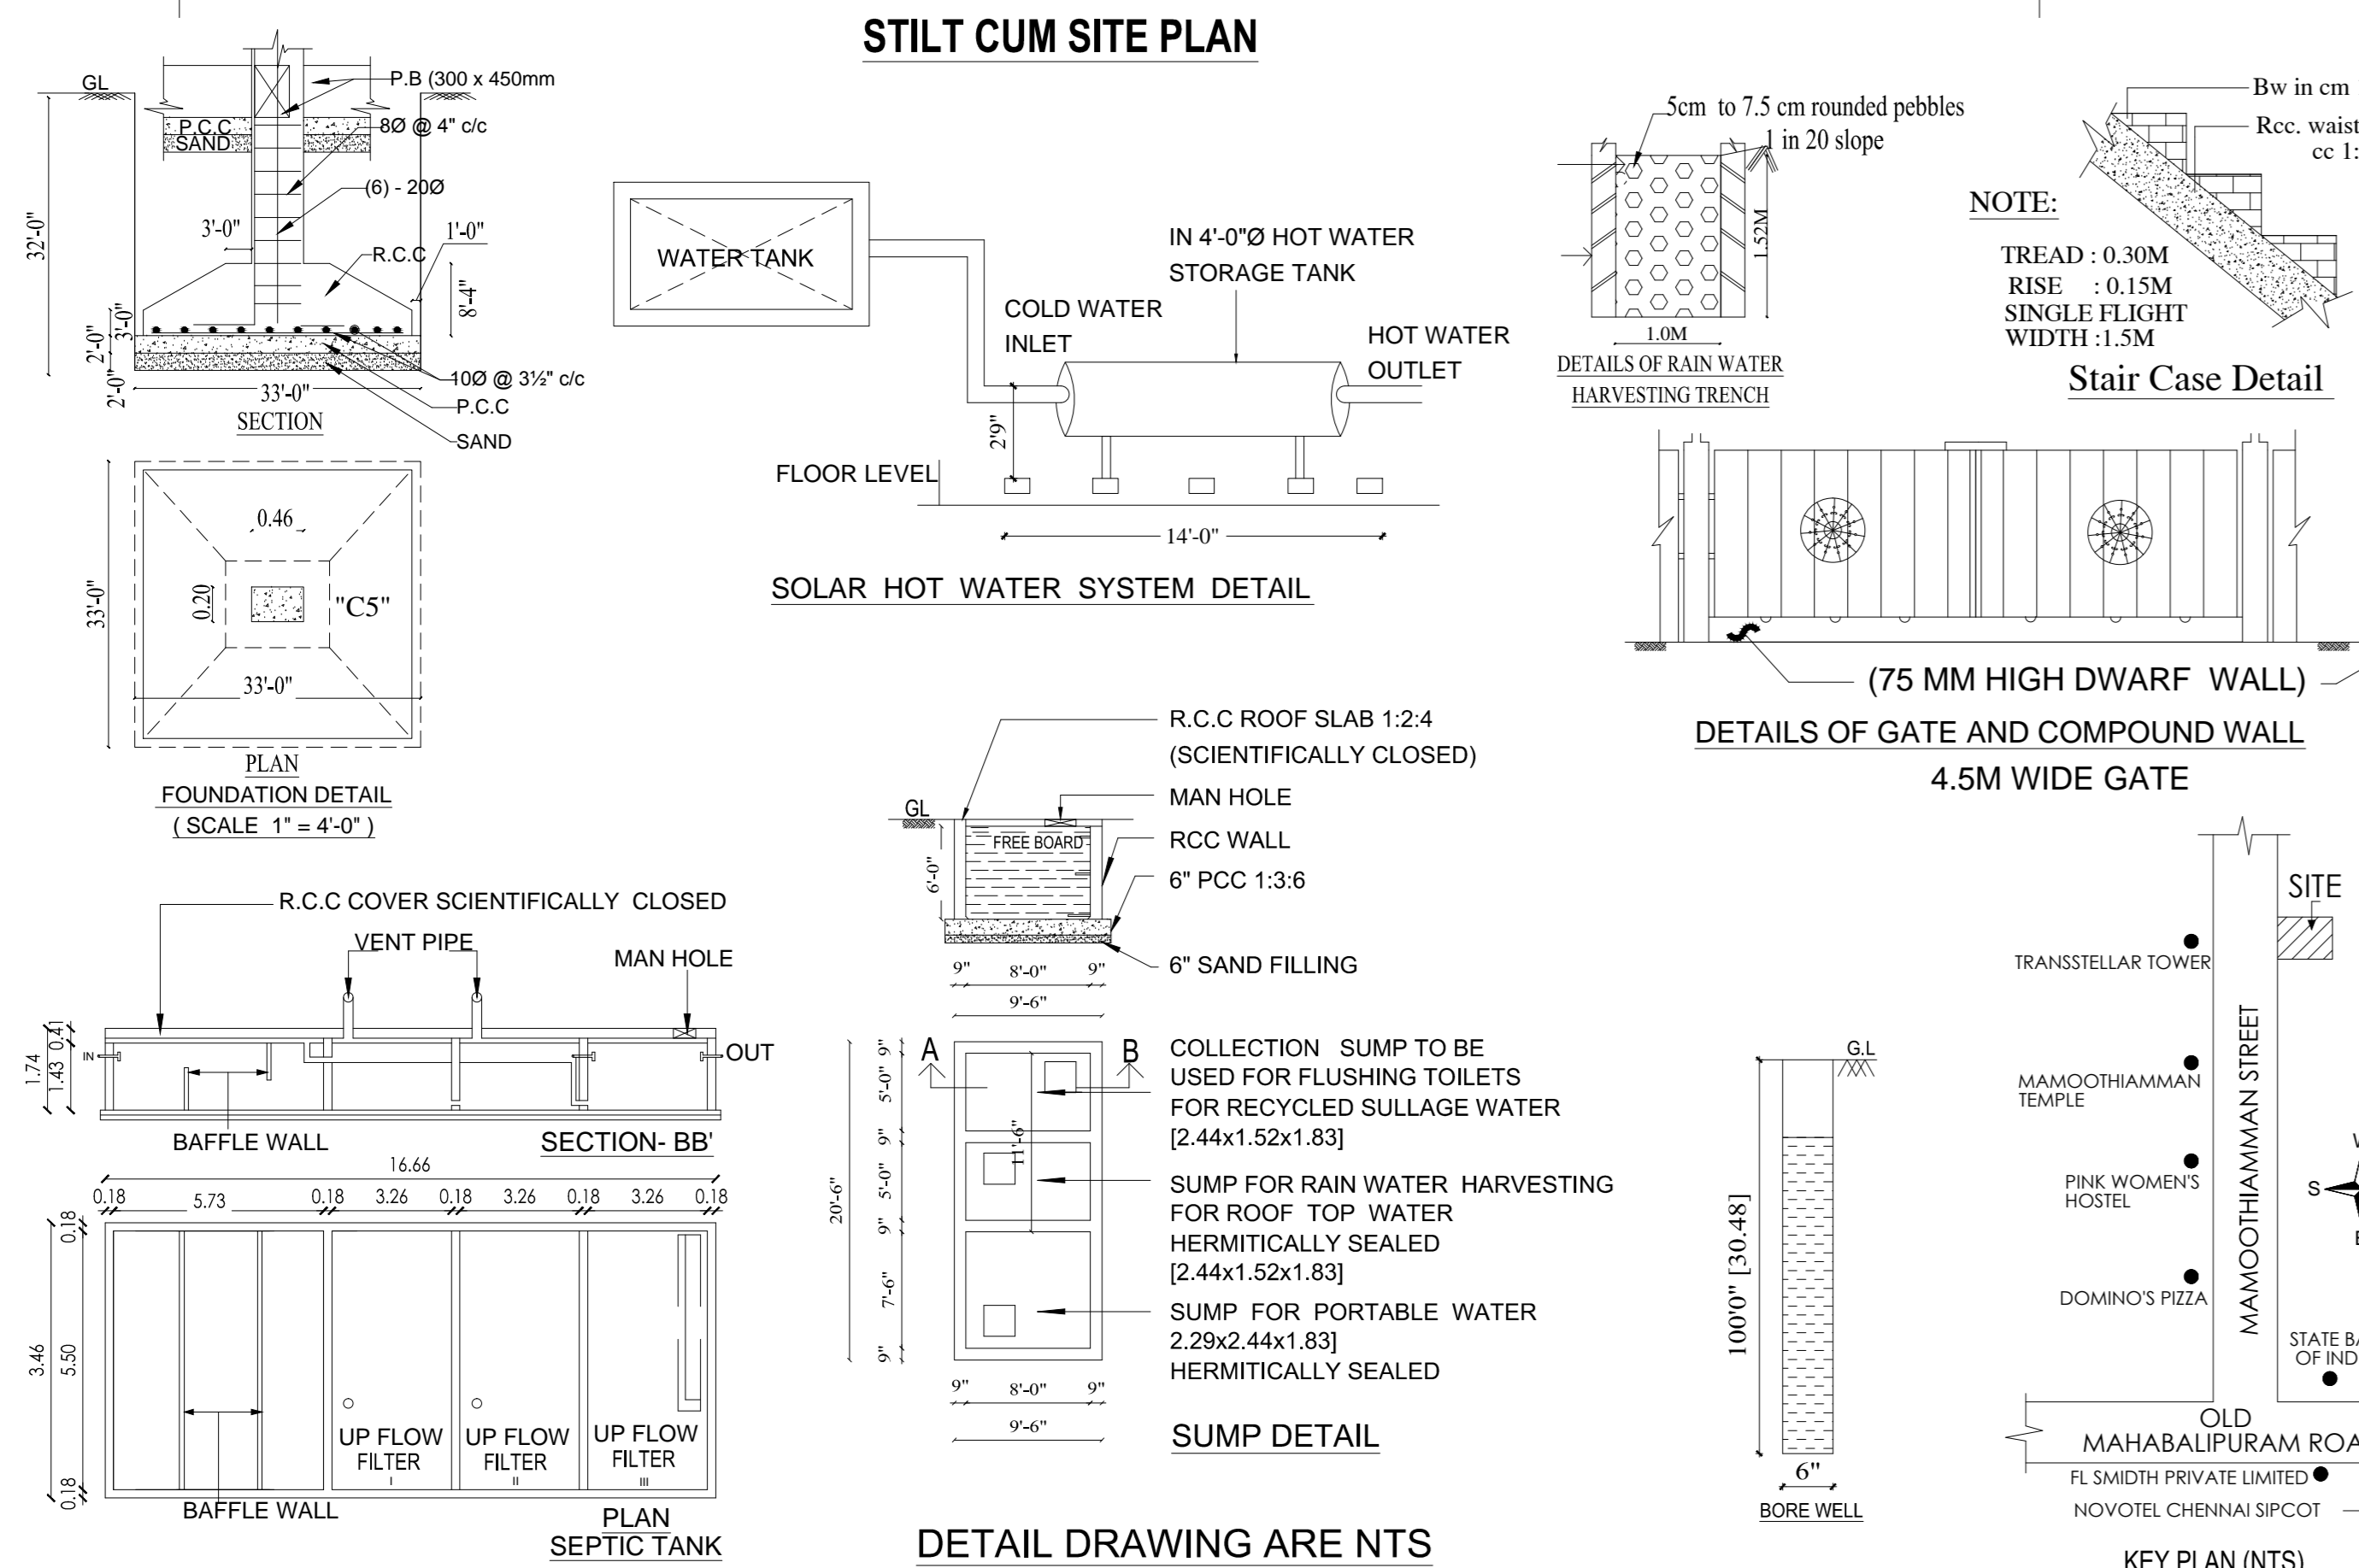 STILT CUM SITE PLAN
GL
P.B (300 x 450mm
P.C.C
SAND
8Ø @ 4" c/c
(6) - 20Ø
3'-0"
1'-0"
R.C.C
32'-0"
8'-4"
3'-0"
2'-0"
2'-0"
33'-0"
10Ø @ 3½" c/c
P.C.C
SAND
SECTION
0.46
0.20
"C5"
33'-0"
33'-0"
PLAN
FOUNDATION DETAIL
( SCALE 1" = 4'-0" )
WATER TANK
IN 4'-0"Ø HOT WATER
STORAGE TANK
COLD WATER
INLET
HOT WATER
OUTLET
2'9"
FLOOR LEVEL
14'-0"
SOLAR HOT WATER SYSTEM DETAIL
5cm to 7.5 cm rounded pebbles
1 in 20 slope
1.52M
1.0M
DETAILS OF RAIN WATER
HARVESTING TRENCH
Bw in cm
Rcc. waist
cc 1:
NOTE:
TREAD : 0.30M
RISE : 0.15M
SINGLE FLIGHT
WIDTH :1.5M
Stair Case Detail
(75 MM HIGH DWARF WALL)
DETAILS OF GATE AND COMPOUND WALL
4.5M WIDE GATE
R.C.C COVER SCIENTIFICALLY CLOSED
VENT PIPE
MAN HOLE
0.41
1.74
1.43
IN
OUT
BAFFLE WALL
SECTION- BB'
16.66
0.18 5.73 0.18 3.26 0.18 3.26 0.18 3.26 0.18
0.18
3.46
5.50
0.18
UP FLOW
FILTER
I
UP FLOW
FILTER
II
UP FLOW
FILTER
III
BAFFLE WALL
PLAN
SEPTIC TANK
R.C.C ROOF SLAB 1:2:4
(SCIENTIFICALLY CLOSED)
MAN HOLE
GL
FREE BOARD
RCC WALL
6'-0"
6" PCC 1:3:6
6" SAND FILLING
9" 8'-0" 9"
9'-6"
A
B
9"
5'-0"
9"
11'-6"
5'-0"
20'-6"
9"
7'-6"
9"
COLLECTION SUMP TO BE
USED FOR FLUSHING TOILETS
FOR RECYCLED SULLAGE WATER
[2.44x1.52x1.83]
SUMP FOR RAIN WATER HARVESTING
FOR ROOF TOP WATER
HERMITICALLY SEALED
[2.44x1.52x1.83]
SUMP FOR PORTABLE WATER
2.29x2.44x1.83]
HERMITICALLY SEALED
9" 8'-0" 9"
9'-6"
SUMP DETAIL
DETAIL DRAWING ARE NTS
G.L
100'0" [30.48]
6"
BORE WELL
SITE
TRANSSTELLAR TOWER
MAMOOTHIAMMAN STREET
MAMOOTHIAMMAN
TEMPLE
PINK WOMEN'S
HOSTEL
S
DOMINO'S PIZZA
STATE BA
OF IND
OLD
MAHABALIPURAM ROA
FL SMIDTH PRIVATE LIMITED
NOVOTEL CHENNAI SIPCOT
KEY PLAN (NTS)